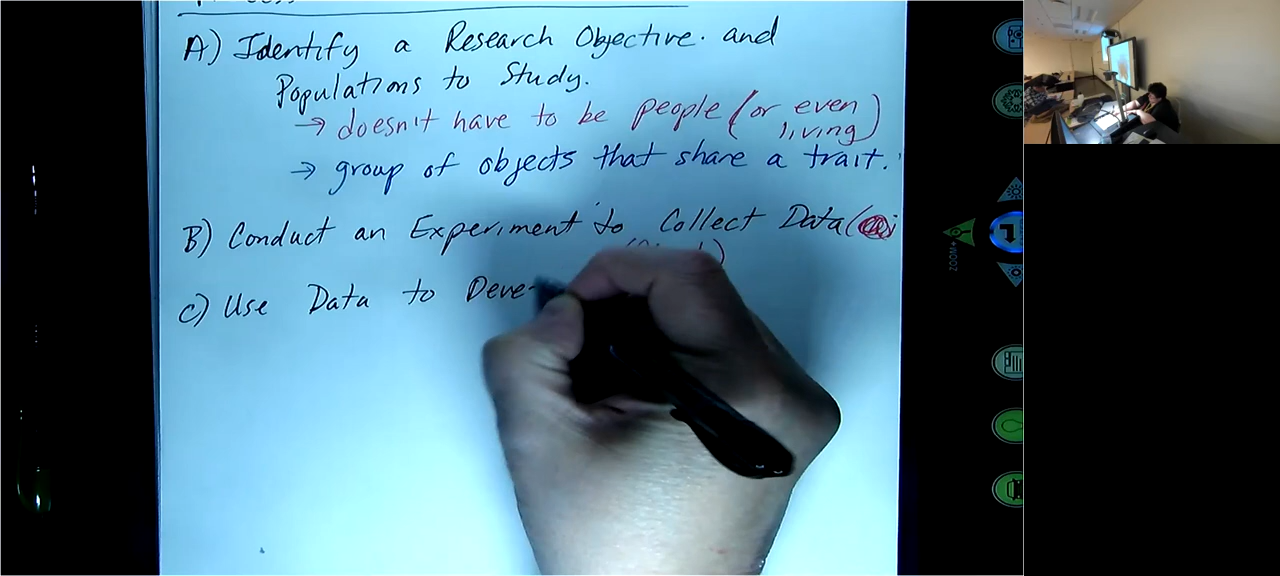 A) Identify a Research Objective. and
Populations to Study.
→ doesn't have to be people (or even
living)
→ group of objects that share a trait.
B) Conduct an Experiment to Collect Data(
C) Use Data to Deve
ZOOM+